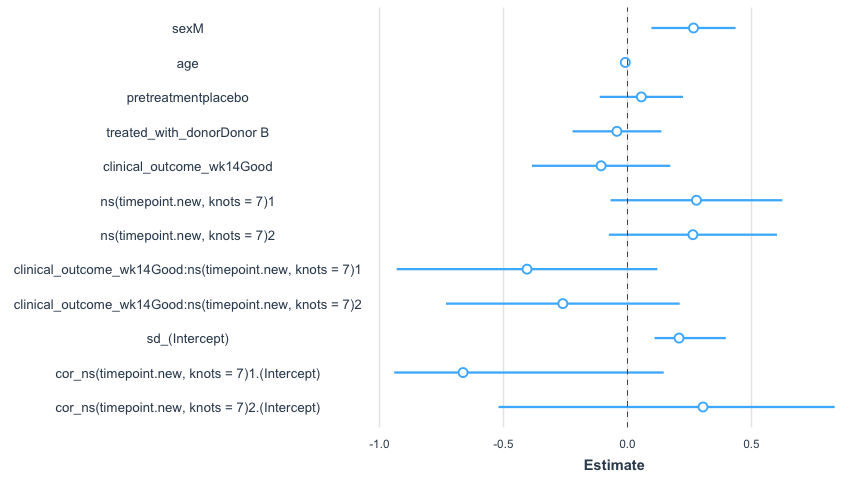 sexM
age
pretreatmentplacebo
treated_with_donorDonor B
clinical_outcome_wk14Good
ns(timepoint.new, knots = 7)1
ns(timepoint.new, knots = 7)2
clinical_outcome_wk14Good:ns(timepoint.new, knots = 7)1
clinical_outcome_wk14Good:ns(timepoint.new, knots = 7)2
sd_(Intercept)
cor_ns(timepoint.new, knots = 7)1.(Intercept)
cor_ns(timepoint.new, knots = 7)2.(Intercept)
-1.0 -0.5 0.0 0.5
Estimate